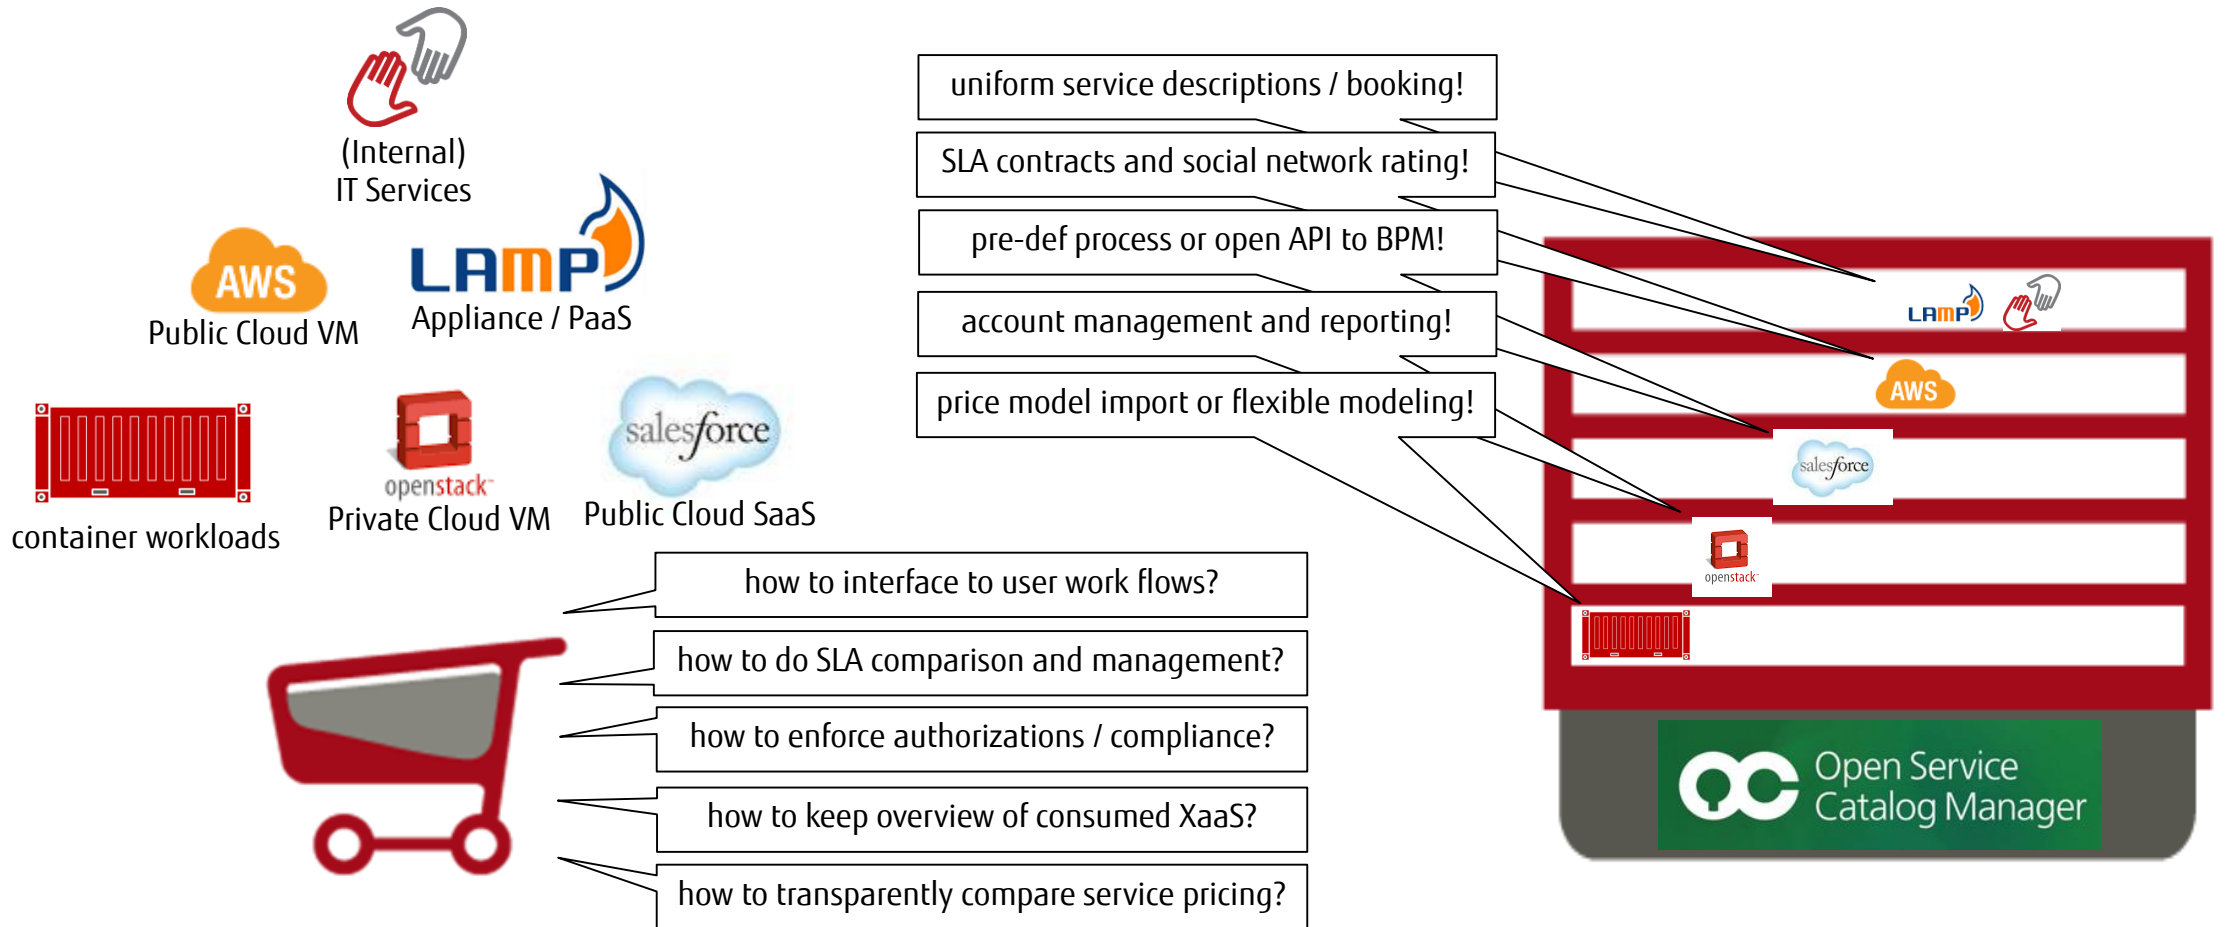 (Internal)
IT Services
AWS
Public Cloud VM
LAMP
Appliance / PaaS
container workloads
openstack™
Private Cloud VM
salesforce
Public Cloud SaaS
uniform service descriptions / booking!
SLA contracts and social network rating!
pre-def process or open API to BPM!
account management and reporting!
price model import or flexible modeling!
how to interface to user work flows?
how to do SLA comparison and management?
how to enforce authorizations / compliance?
how to keep overview of consumed XaaS?
how to transparently compare service pricing?
LAMP
AWS
salesforce
openstack
OC Open Service
Catalog Manager